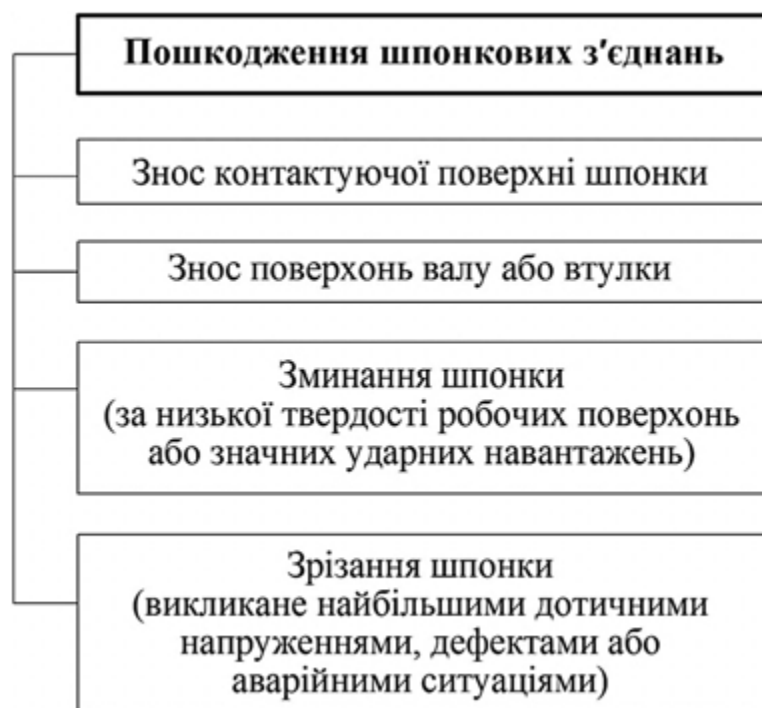 Пошкодження шпонкових з'єднань
Знос контактуючої поверхні шпонки
Знос поверхонь валу або втулки
Зминання шпонки
(за низької твердості робочих поверхонь
або значних ударних навантажень)
Зрізання шпонки
(викликане найбільшими дотичними
напруженнями, дефектами або
аварійними ситуаціями)